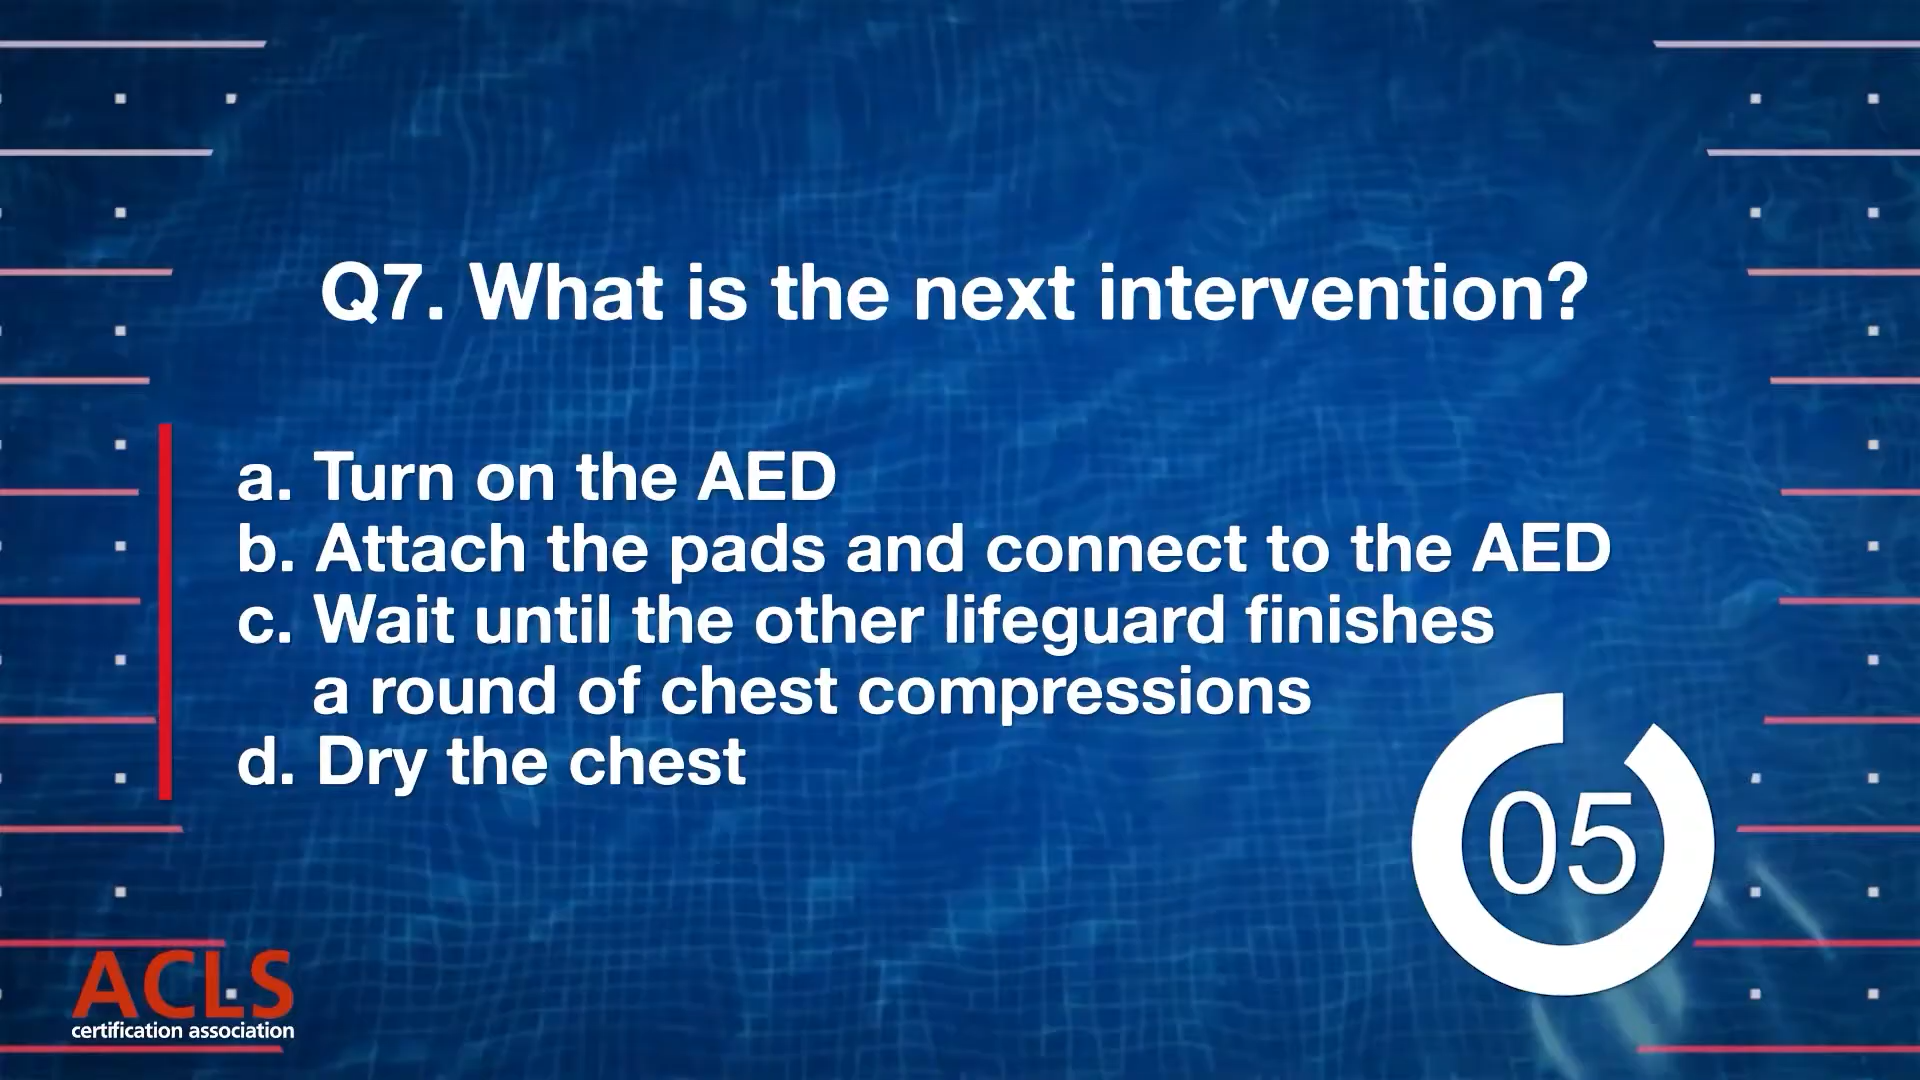 Q7. What is the next intervention?
a. Turn on the AED
b. Attach the pads and connect to the AED
c. Wait until the other lifeguard finishes
a round of chest compressions
d. Dry the chest
05
ACLS
certification association